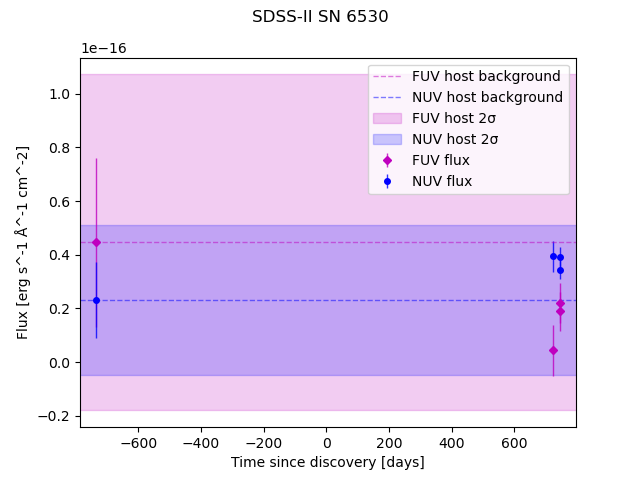 SDSS-II SN 6530
1e−16
FUV host background
NUV host background
FUV host 2σ
NUV host 2σ
FUV flux
NUV flux
1.0
0.8
0.6
0.4
0.2
0.0
−0.2
Flux [erg s^-1 Å^-1 cm^-2]
−600
−400
−200
0
200
400
600
Time since discovery [days]